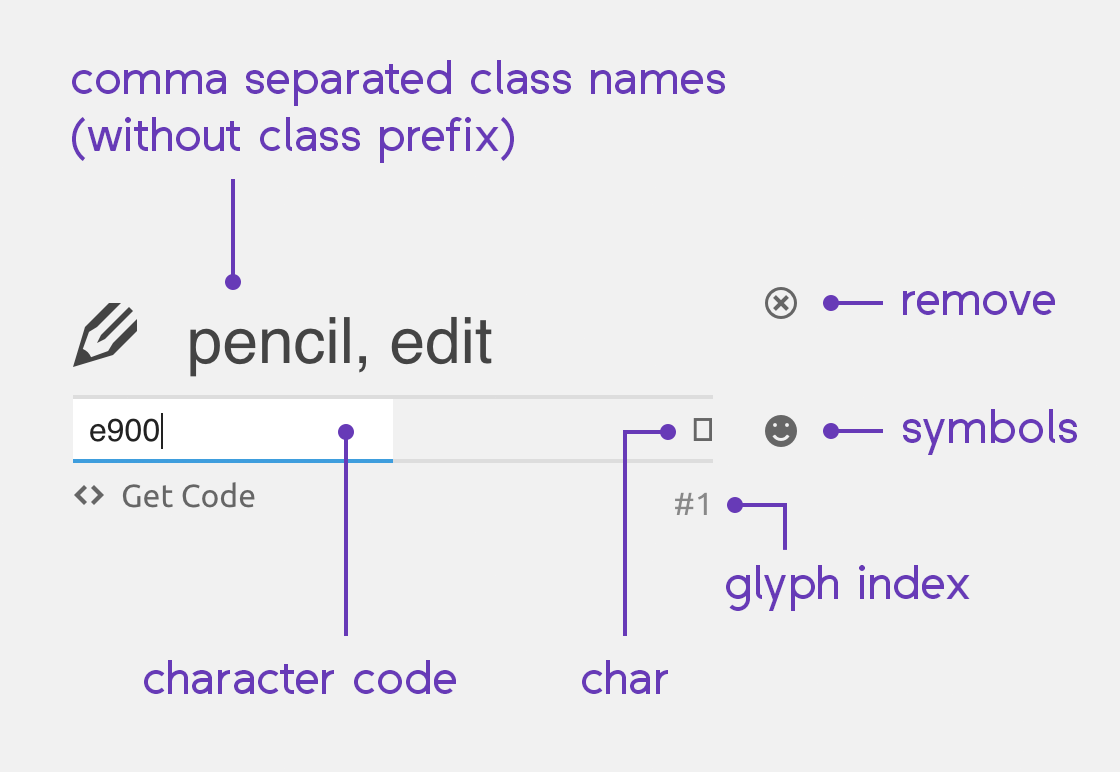 comma separated class names
(without class prefix)
remove
pencil, edit
e900
symbols
Get Code
#1
glyph index
character code
char